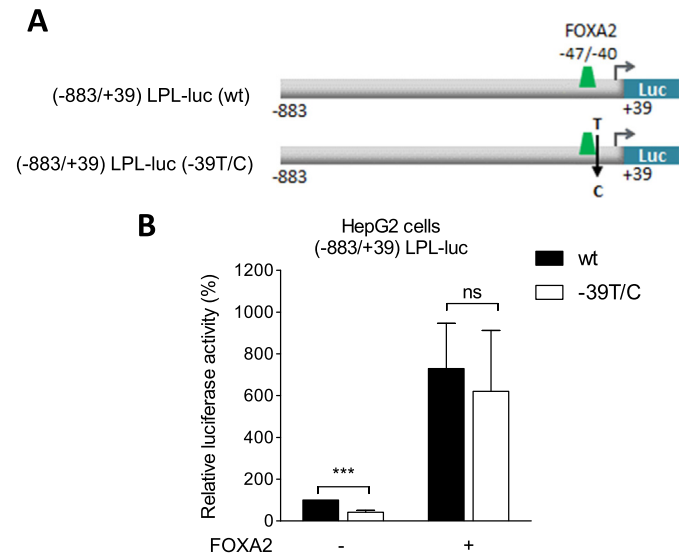 A
FOXA2
-47/-40
(-883/+39) LPL-luc (wt)
Luc
-883
+39
T
(-883/+39) LPL-luc (-39T/C)
Luc
-883
+39
C
B
HepG2 cells
(-883/+39) LPL-luc
wt
-39T/C
Relative luciferase activity (%)
1200
1000
800
600
400
200
0
***
ns
FOXA2
-
+